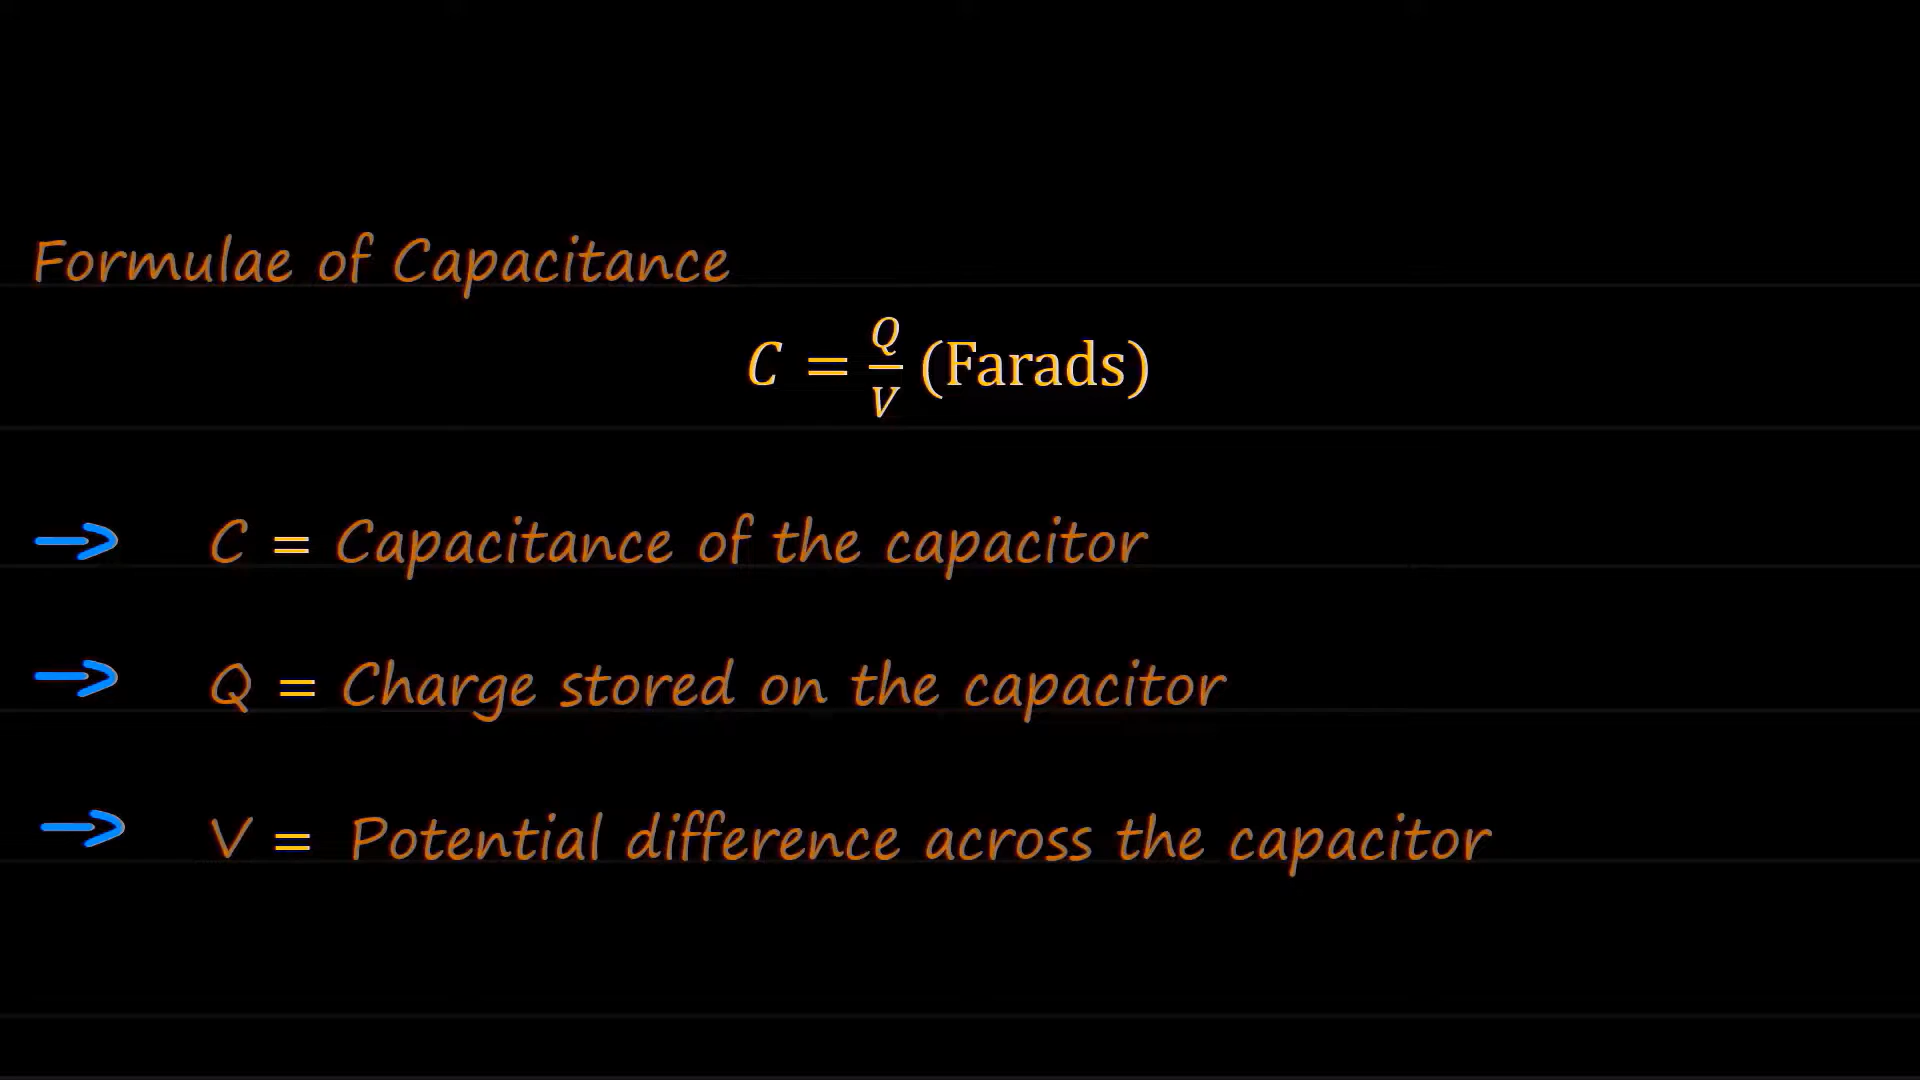 Formulae of Capacitance
C = Q/V (Farads)
→ C = Capacitance of the capacitor
→ Q = Charge stored on the capacitor
→ V = Potential difference across the capacitor